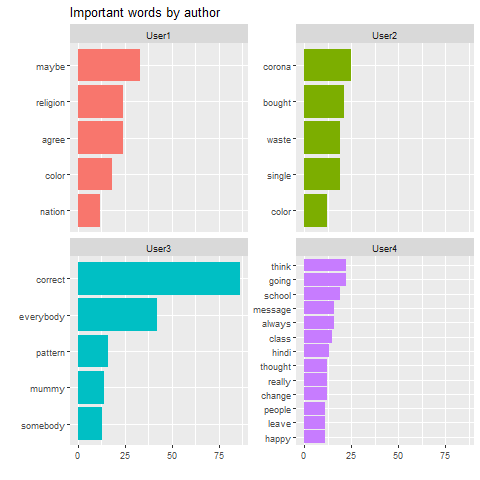 Important words by author
User1
maybe
religion
agree
color
nation
User2
corona
bought
waste
single
color
User3
correct
everybody
pattern
mummy
somebody
0 25 50 75
User4
think
going
school
message
always
class
hindi
thought
really
change
people
leave
happy
0 25 50 75